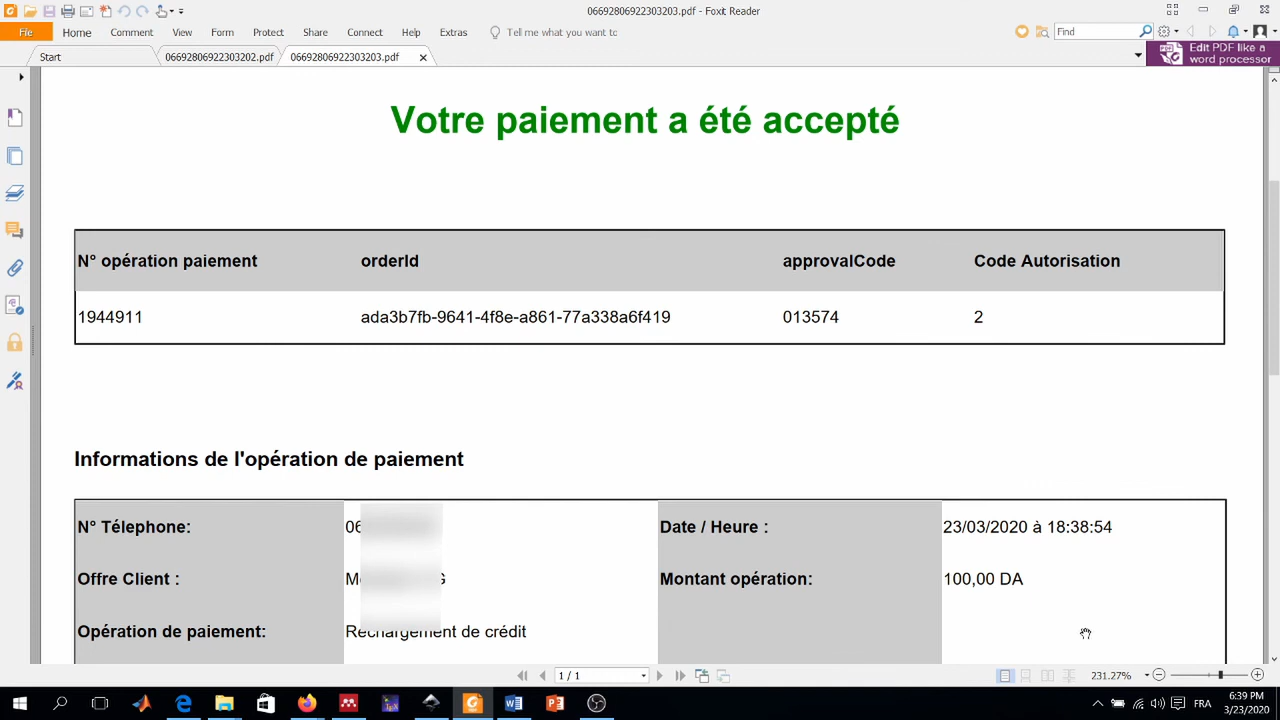 06692806922303203.pdf - Foxit Reader
File Home Comment View Form Protect Share Connect Help Extras Tell me what you want to Find
Start 06692806922303202.pdf 06692806922303203.pdf Edit PDF like a
word processor
Votre paiement a été accepté
N° opération paiement orderId approvalCode Code Autorisation
1944911 ada3b7fb-9641-4f8e-a861-77a338a6f419 013574 2
Informations de l'opération de paiement
N° Télephone: 06 Date / Heure : 23/03/2020 à 18:38:54
Offre Client : Montant opération: 100,00 DA
Opération de paiement: Rechargement de crédit
1 / 1 231.27%
FRA 6:39 PM
3/23/2020